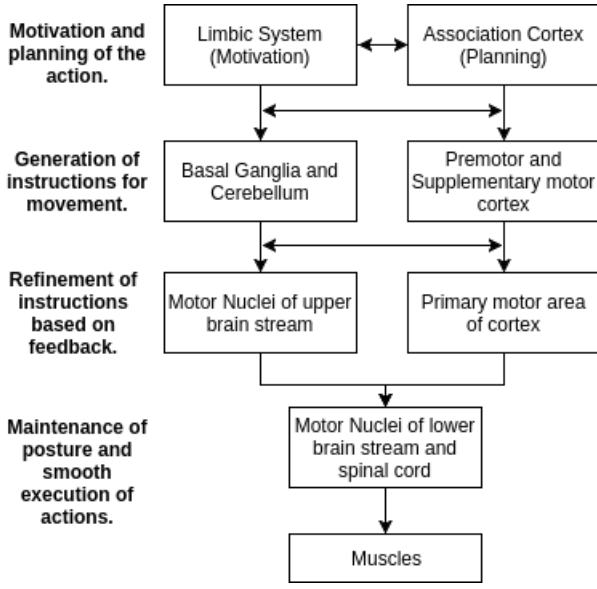 Motivation and
planning of the
action.
Limbic System
(Motivation)
Association Cortex
(Planning)
Generation of
instructions for
movement.
Basal Ganglia and
Cerebellum
Premotor and
Supplementary motor
cortex
Refinement of
instructions
based on
feedback.
Motor Nuclei of upper
brain stream
Primary motor area
of cortex
Maintenance of
posture and
smooth
execution of
actions.
Motor Nuclei of lower
brain stream and
spinal cord
Muscles